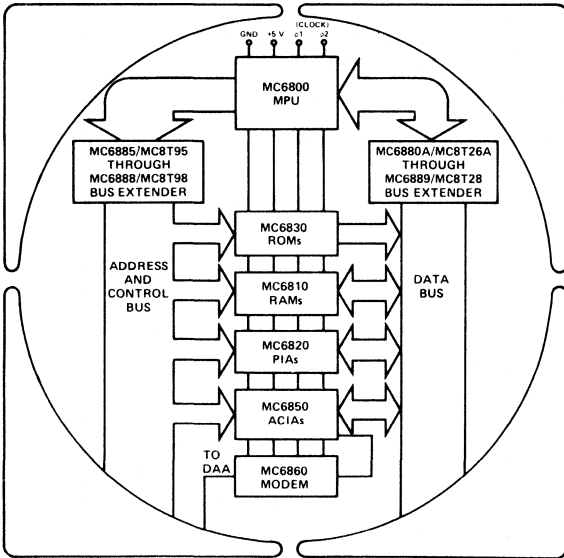 (CLOCK)
GND +5 V ϕ1 ϕ2
MC6800
MPU
MC6885/MC8T95
THROUGH
MC6888/MC8T98
BUS EXTENDER
MC6880A/MC8T26A
THROUGH
MC6889/MC8T28
BUS EXTENDER
MC6830
ROMs
ADDRESS
AND
CONTROL
BUS
MC6810
RAMs
DATA
BUS
MC6820
PIAs
MC6850
ACIAs
TO
DAA
MC6860
MODEM